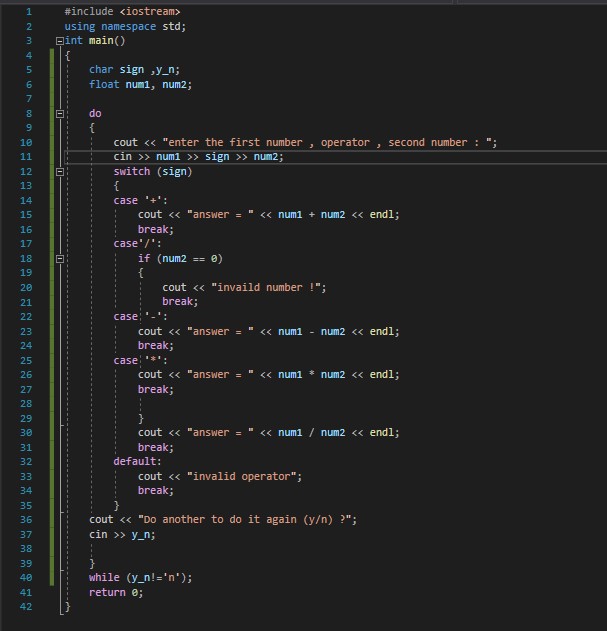 1 #include <iostream>
2 using namespace std;
3 int main()
4 {
5 char sign ,y_n;
6 float num1, num2;
7
8 do
9 {
10 cout << "enter the first number , operator , second number : ";
11 cin >> num1 >> sign >> num2;
12 switch (sign)
13 {
14 case '+':
15 cout << "answer = " << num1 + num2 << endl;
16 break;
17 case'/':
18 if (num2 == 0)
19 {
20 cout << "invaild number !";
21 break;
22 case '-':
23 cout << "answer = " << num1 - num2 << endl;
24 break;
25 case '*':
26 cout << "answer = " << num1 * num2 << endl;
27 break;
28
29 }
30 cout << "answer = " << num1 / num2 << endl;
31 break;
32 default:
33 cout << "invalid operator";
34 break;
35 }
36 cout << "Do another to do it again (y/n) ?";
37 cin >> y_n;
38
39 }
40 while (y_n!='n');
41 return 0;
42 }